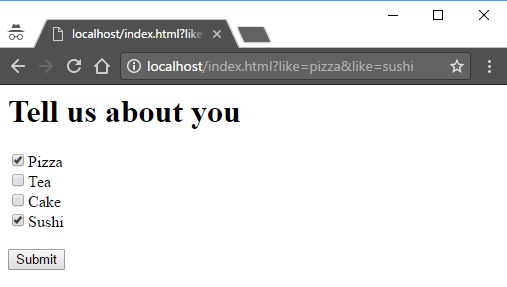 localhost/index.html?like
localhost/index.html?like=pizza&like=sushi
Tell us about you
Pizza
Tea
Cake
Sushi
Submit